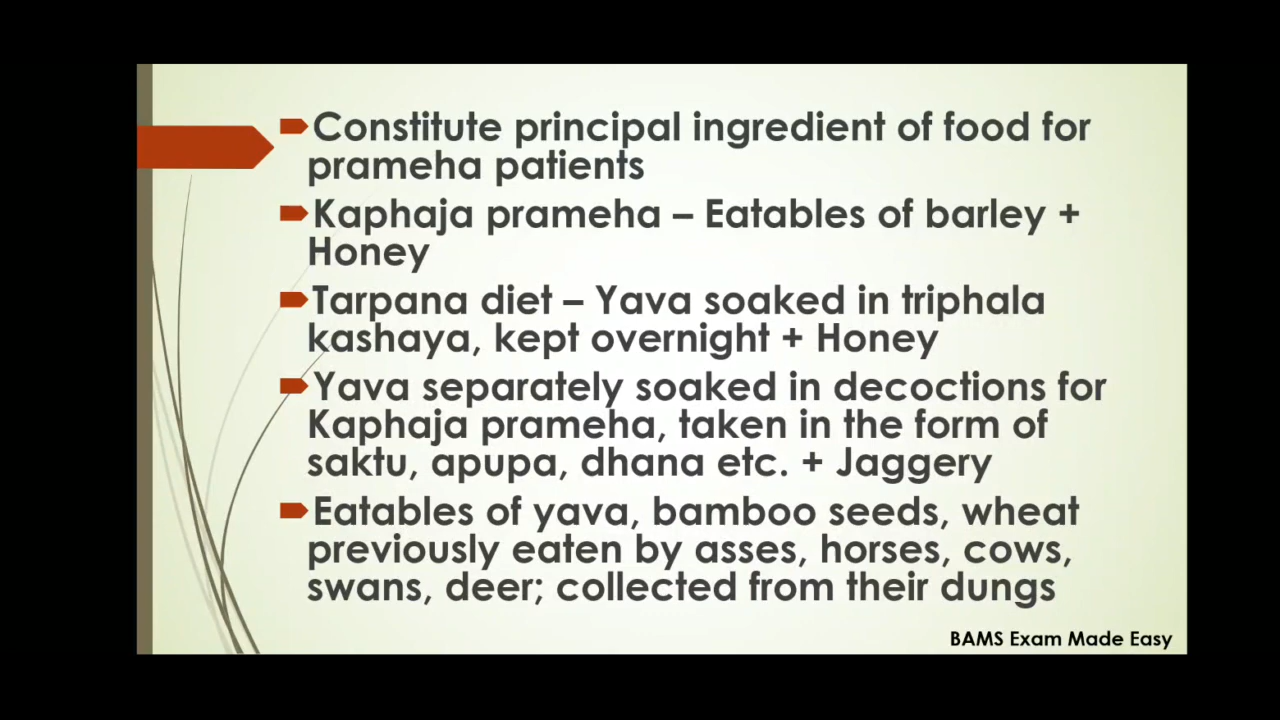 Constitute principal ingredient of food for
prameha patients
Kaphaja prameha – Eatables of barley +
Honey
Tarpana diet – Yava soaked in triphala
kashaya, kept overnight + Honey
Yava separately soaked in decoctions for
Kaphaja prameha, taken in the form of
saktu, apupa, dhana etc. + Jaggery
Eatables of yava, bamboo seeds, wheat
previously eaten by asses, horses, cows,
swans, deer; collected from their dungs
BAMS Exam Made Easy